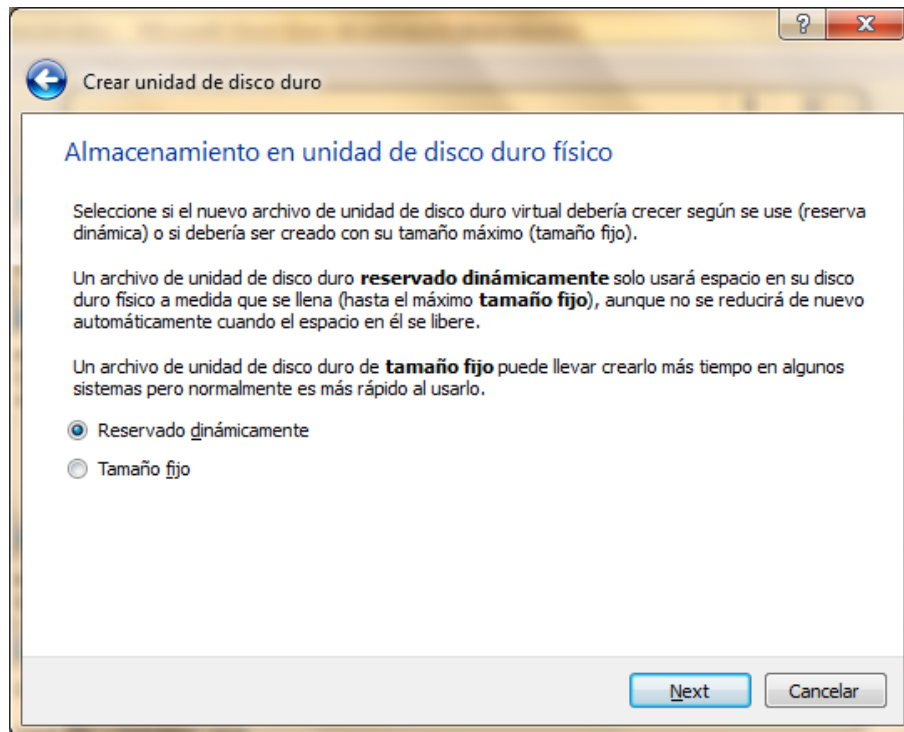 Crear unidad de disco duro
Almacenamiento en unidad de disco duro físico
Seleccione si el nuevo archivo de unidad de disco duro virtual debería crecer según se use (reserva
dinámica) o si debería ser creado con su tamaño máximo (tamaño fijo).
Un archivo de unidad de disco duro reservado dinámicamente solo usará espacio en su disco
duro físico a medida que se llena (hasta el máximo tamaño fijo), aunque no se reducirá de nuevo
automáticamente cuando el espacio en él se libere.
Un archivo de unidad de disco duro de tamaño fijo puede llevar crearlo más tiempo en algunos
sistemas pero normalmente es más rápido al usarlo.
Reservado dinámicamente
Tamaño fijo
Next Cancelar